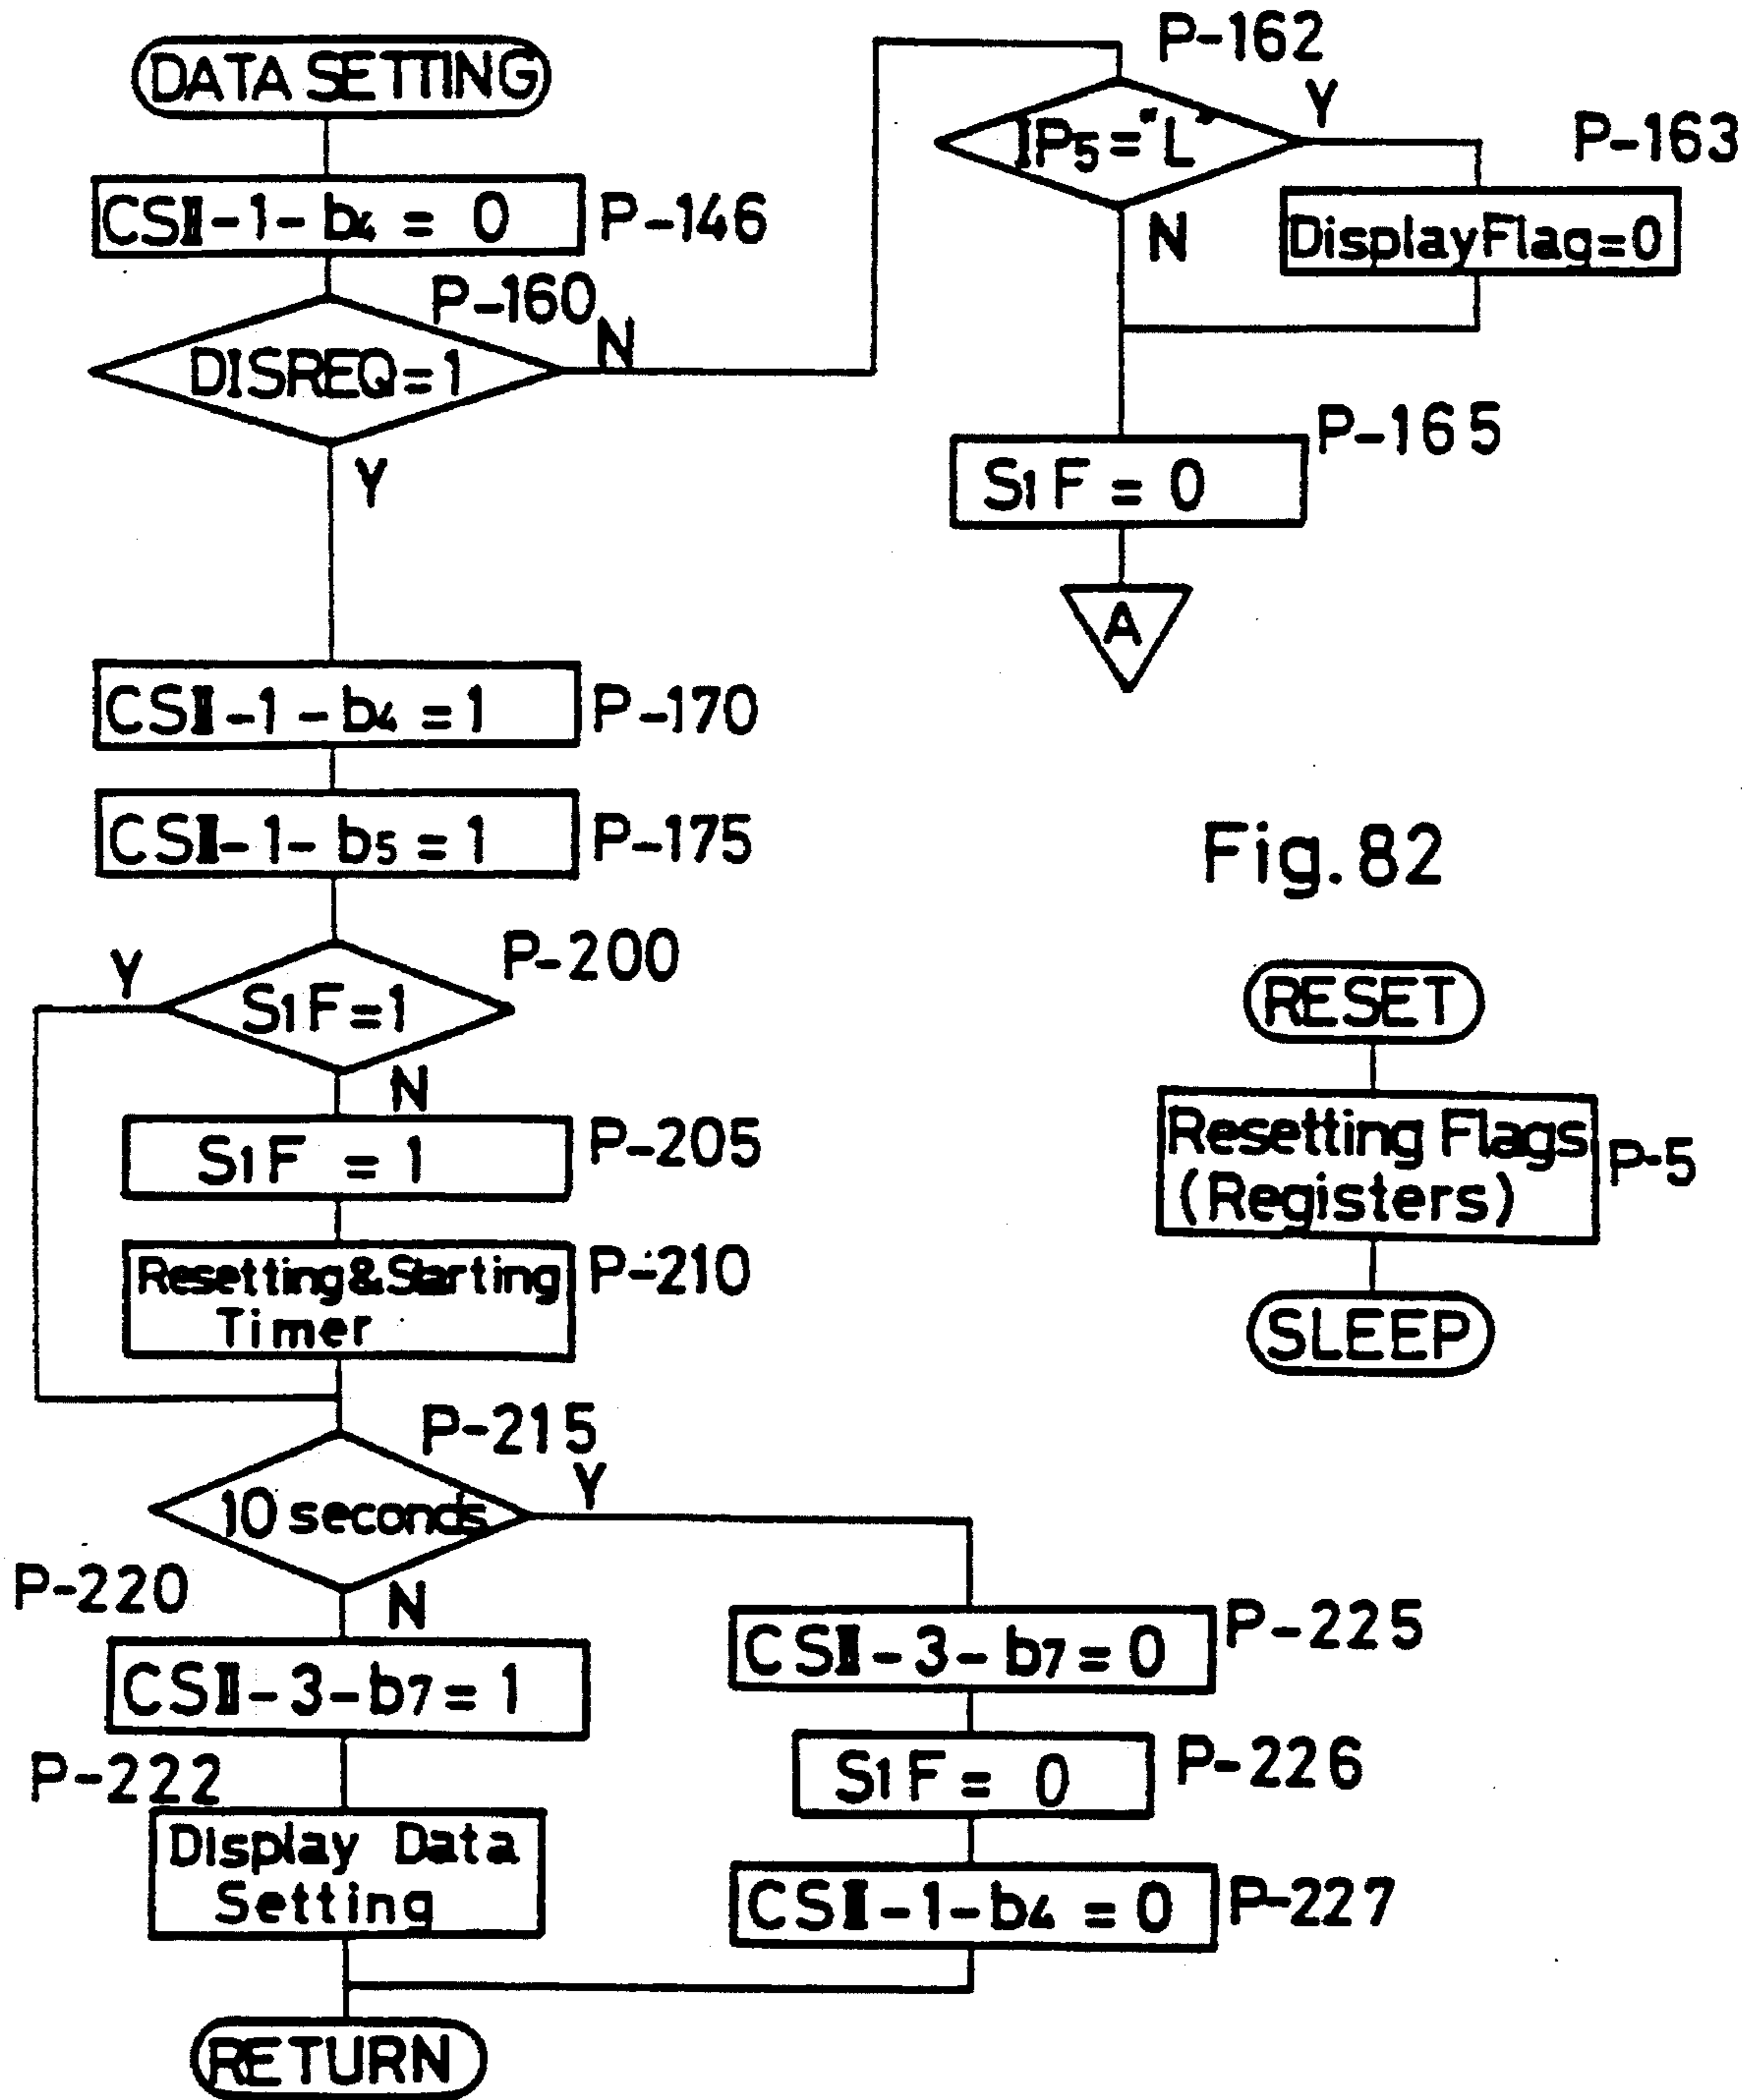 DATA SETTING
CSII-1-b4 = 0
P-146
P-160
DISREQ=1
N
Y
P-162
IP5="L"
Y
N
P-163
Display Flag=0
P-165
S1F = 0
A
CSII-1-b4 = 1
P-170
CSII-1-b5 = 1
P-175
P-200
Y
S1F=1
N
S1F = 1
P-205
Resetting&Starting
Timer
P-210
P-215
10 seconds
Y
N
P-220
CSII-3-b7=1
P-222
Display Data
Setting
CSII-3-b7=0
P-225
S1F = 0
P-226
CSII-1-b4 = 0
P-227
RETURN
Fig. 82
RESET
Resetting Flags
(Registers)
P-5
SLEEP